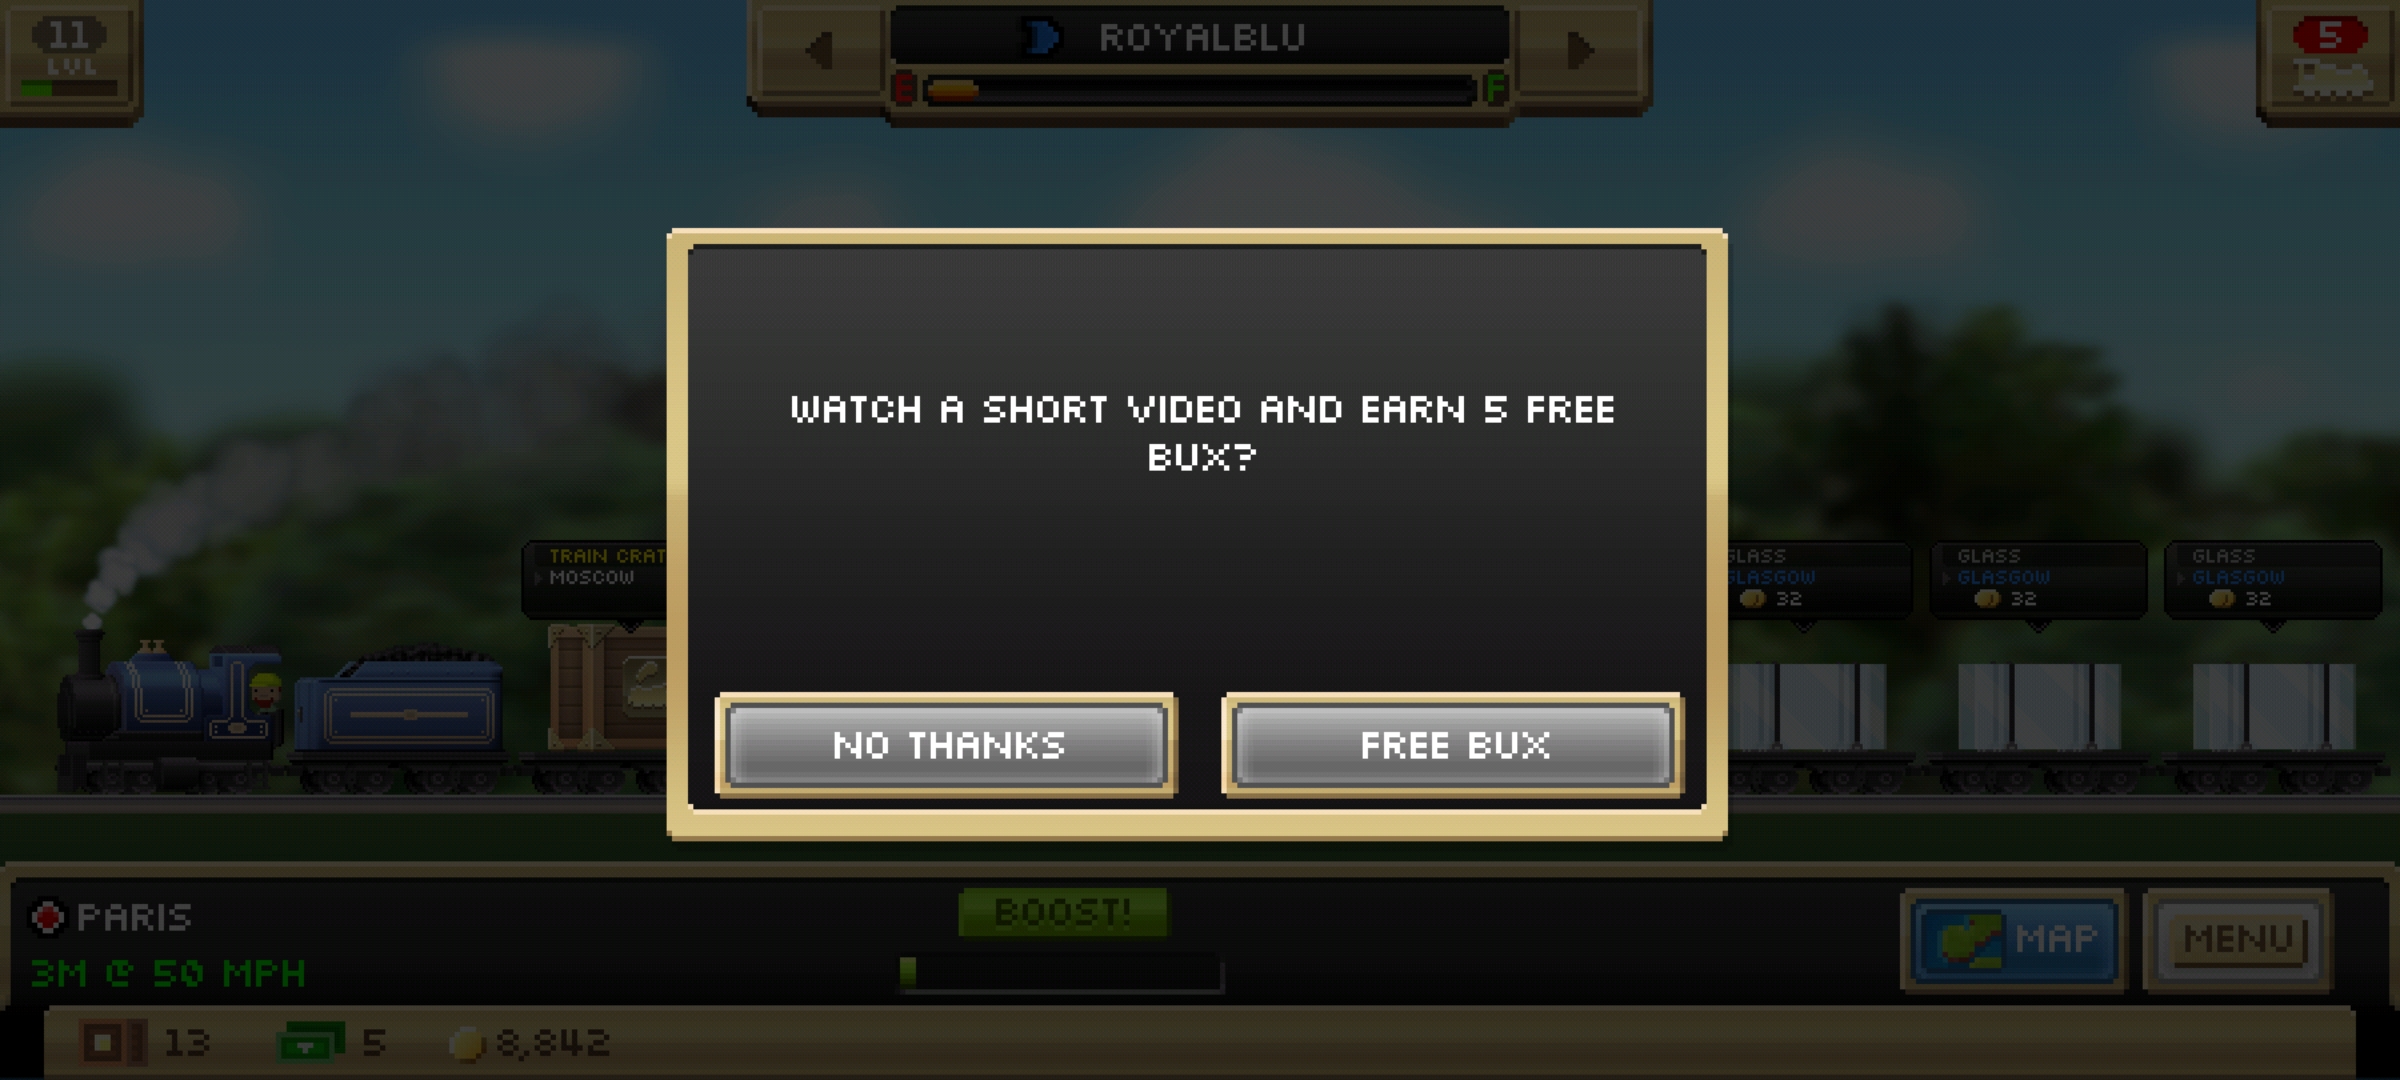 11
LVL
ROYALBLU
E
F
5
WATCH A SHORT VIDEO AND EARN 5 FREE
BUX?
TRAIN CRAT
MOSCOW
GLASS
GLASGOW
32
GLASS
GLASGOW
32
GLASS
GLASGOW
32
NO THANKS
FREE BUX
PARIS
3M @ 50 MPH
BOOST!
MAP
MENU
13
5
8,842